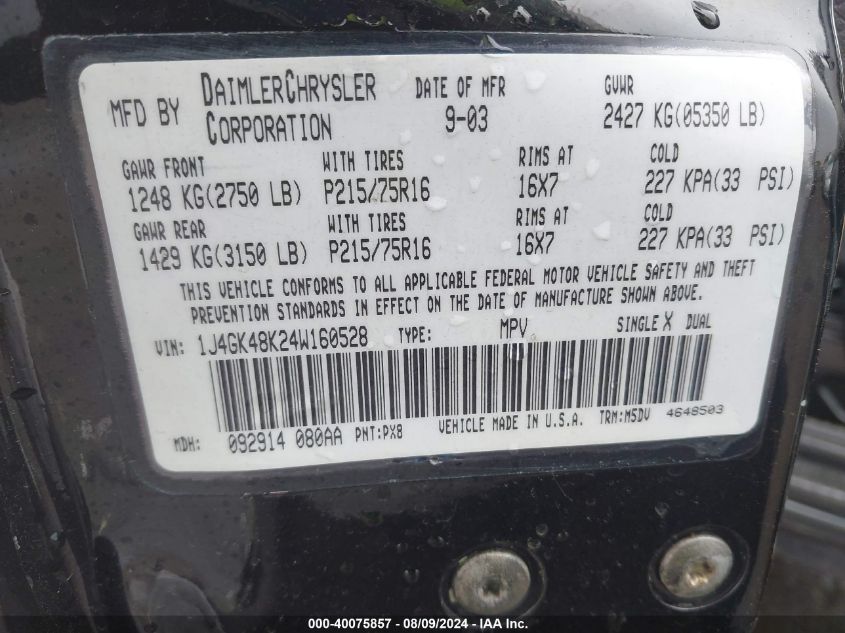 MFD BY DAIMLERCHRYSLER CORPORATION DATE OF MFR 9-03 GVWR 2427 KG(05350 LB)
GAWR FRONT WITH TIRES RIMS AT COLD
1248 KG(2750 LB) P215/75R16 16X7 227 KPA(33 PSI)
GAWR REAR WITH TIRES RIMS AT COLD
1429 KG(3150 LB) P215/75R16 16X7 227 KPA(33 PSI)
THIS VEHICLE CONFORMS TO ALL APPLICABLE FEDERAL MOTOR VEHICLE SAFETY AND THEFT
PREVENTION STANDARDS IN EFFECT ON THE DATE OF MANUFACTURE SHOWN ABOVE.
VIN: 1J4GK48K24W160528 TYPE: MPV SINGLE X DUAL
MDH: 092914 080AA PNT:PX8 VEHICLE MADE IN U.S.A. TRM:M5DV 4648503
000-40075857 - 08/09/2024 - IAA Inc.